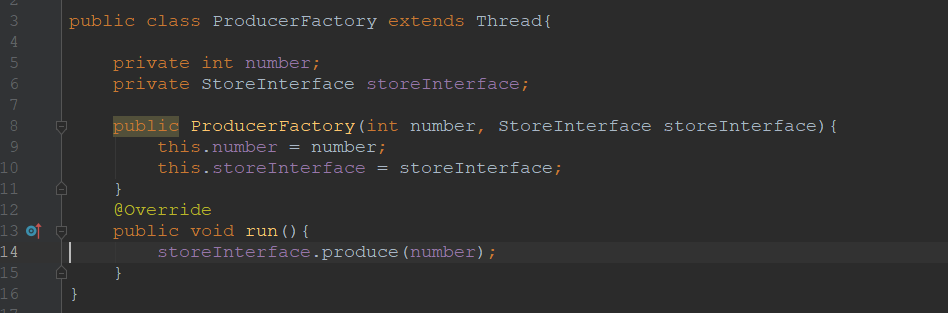 2
3 public class ProducerFactory extends Thread{
4
5 private int number;
6 private StoreInterface storeInterface;
7
8 public ProducerFactory(int number, StoreInterface storeInterface){
9 this.number = number;
10 this.storeInterface = storeInterface;
11 }
12 @Override
13 public void run(){
14 storeInterface.produce(number);
15 }
16 }
17